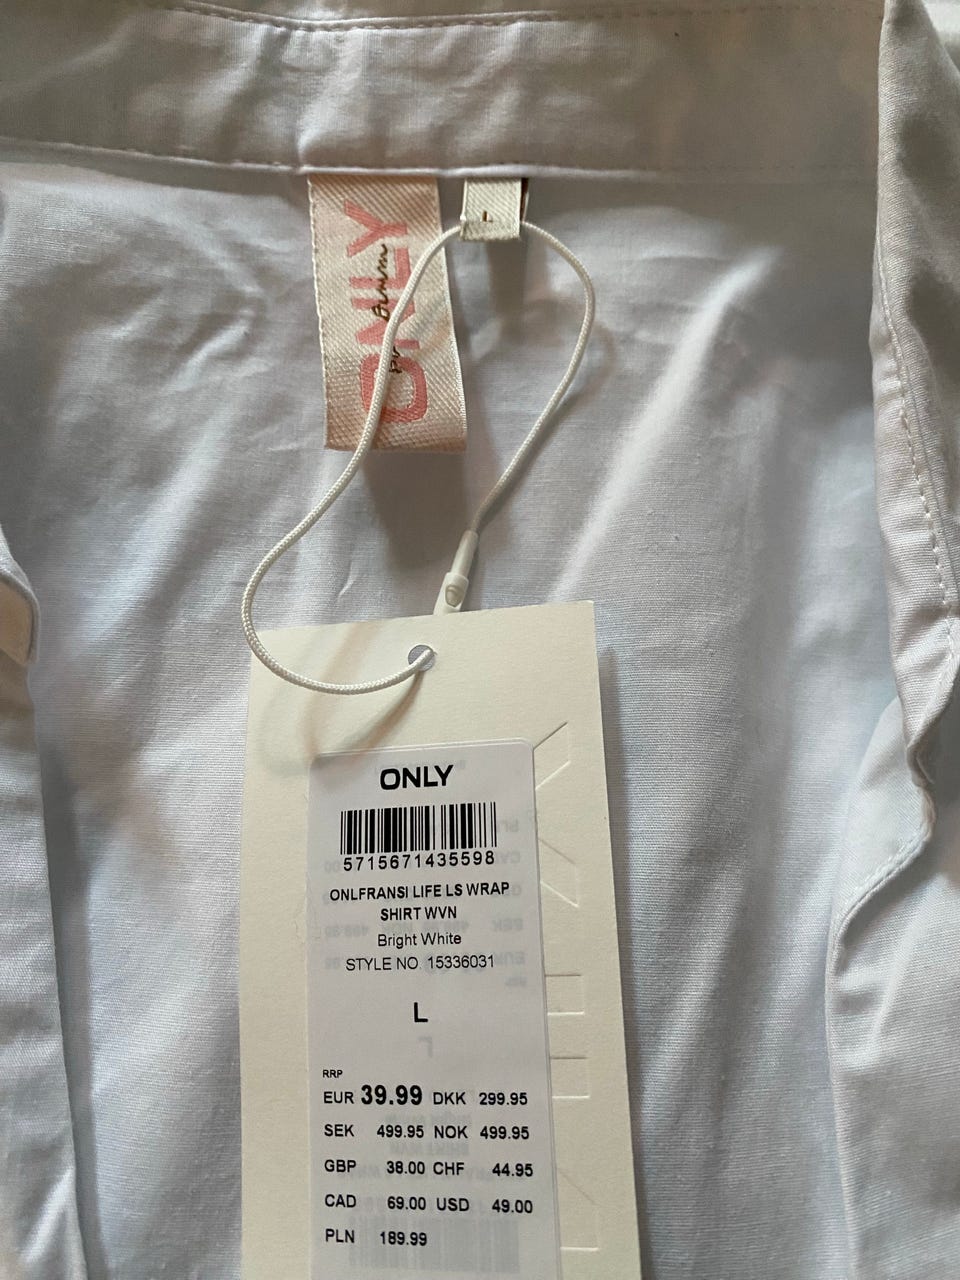 ONLY
L
ONLY
5715671435598
ONLFRANSI LIFE LS WRAP
SHIRT WVN
Bright White
STYLE NO. 15336031
L
RRP
EUR 39.99 DKK 299.95
SEK 499.95 NOK 499.95
GBP 38.00 CHF 44.95
CAD 69.00 USD 49.00
PLN 189.99